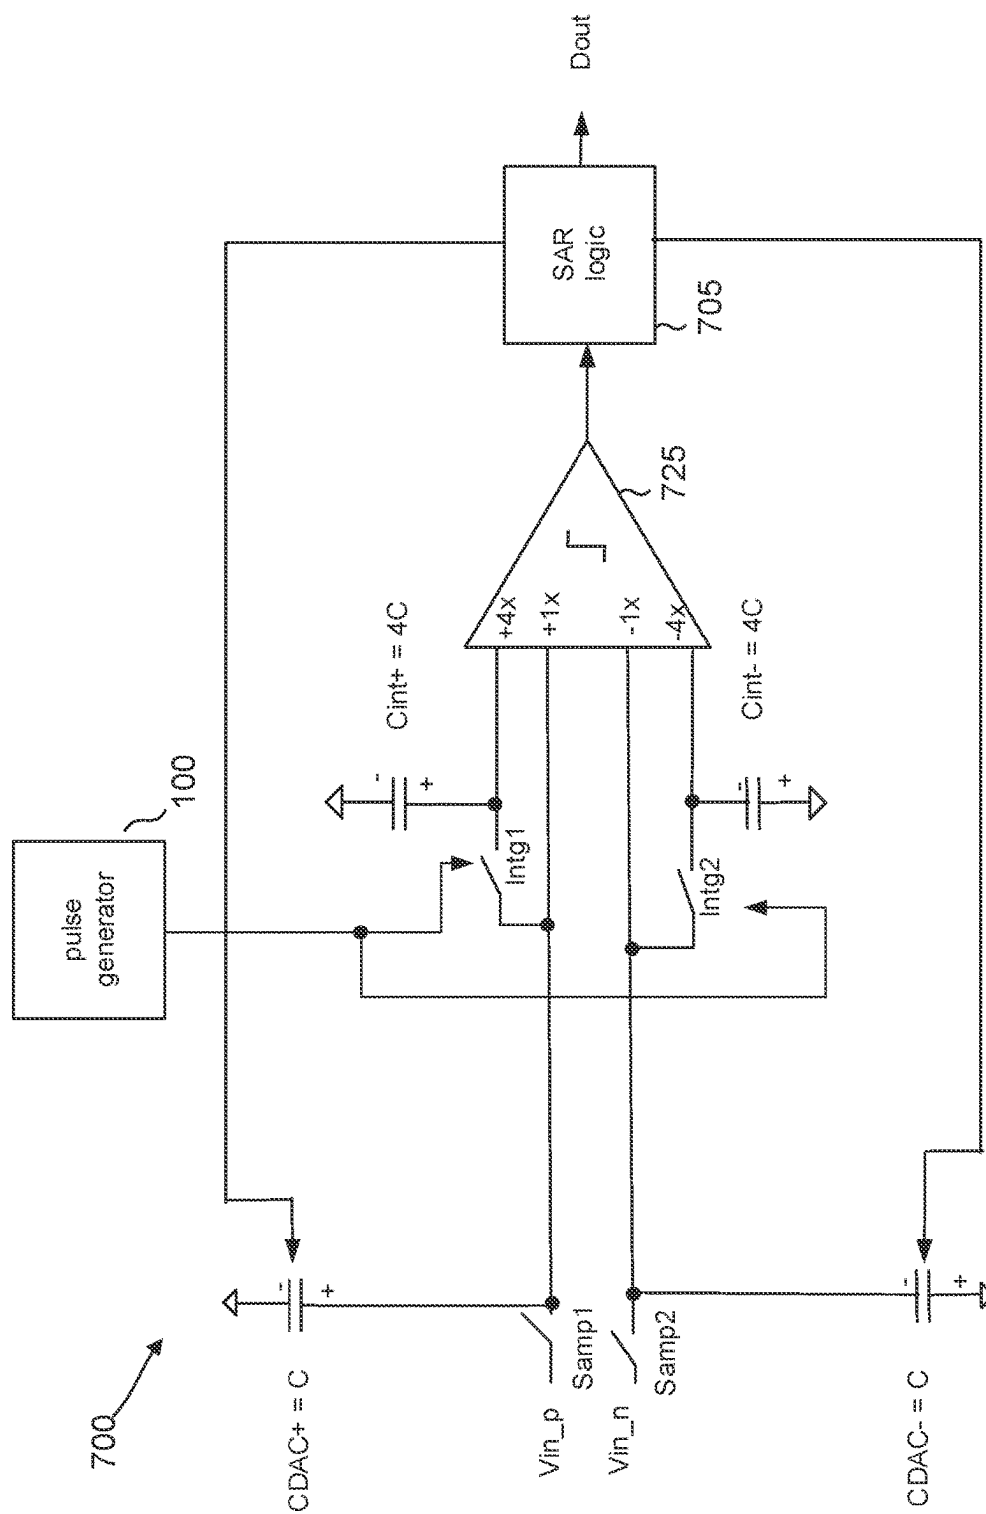 700
CDAC+ = C
-
+
Vin_p
Samp1
Vin_n
Samp2
CDAC- = C
-
+
pulse
generator
100
Intg1
Intg2
-
+
Cint+ = 4C
-
+
Cint- = 4C
+4x
+1x
-1x
-4x
725
SAR
logic
705
Dout